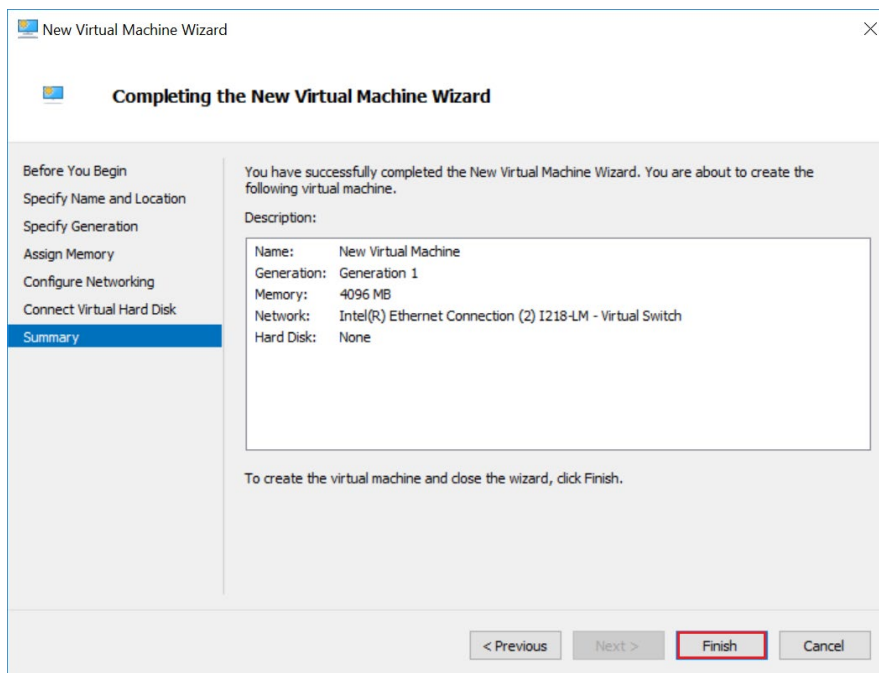 New Virtual Machine Wizard
Completing the New Virtual Machine Wizard
Before You Begin
Specify Name and Location
Specify Generation
Assign Memory
Configure Networking
Connect Virtual Hard Disk
Summary
You have successfully completed the New Virtual Machine Wizard. You are about to create the
following virtual machine.
Description:
Name: New Virtual Machine
Generation: Generation 1
Memory: 4096 MB
Network: Intel(R) Ethernet Connection (2) I218-LM - Virtual Switch
Hard Disk: None
To create the virtual machine and close the wizard, click Finish.
< Previous Next > Finish Cancel